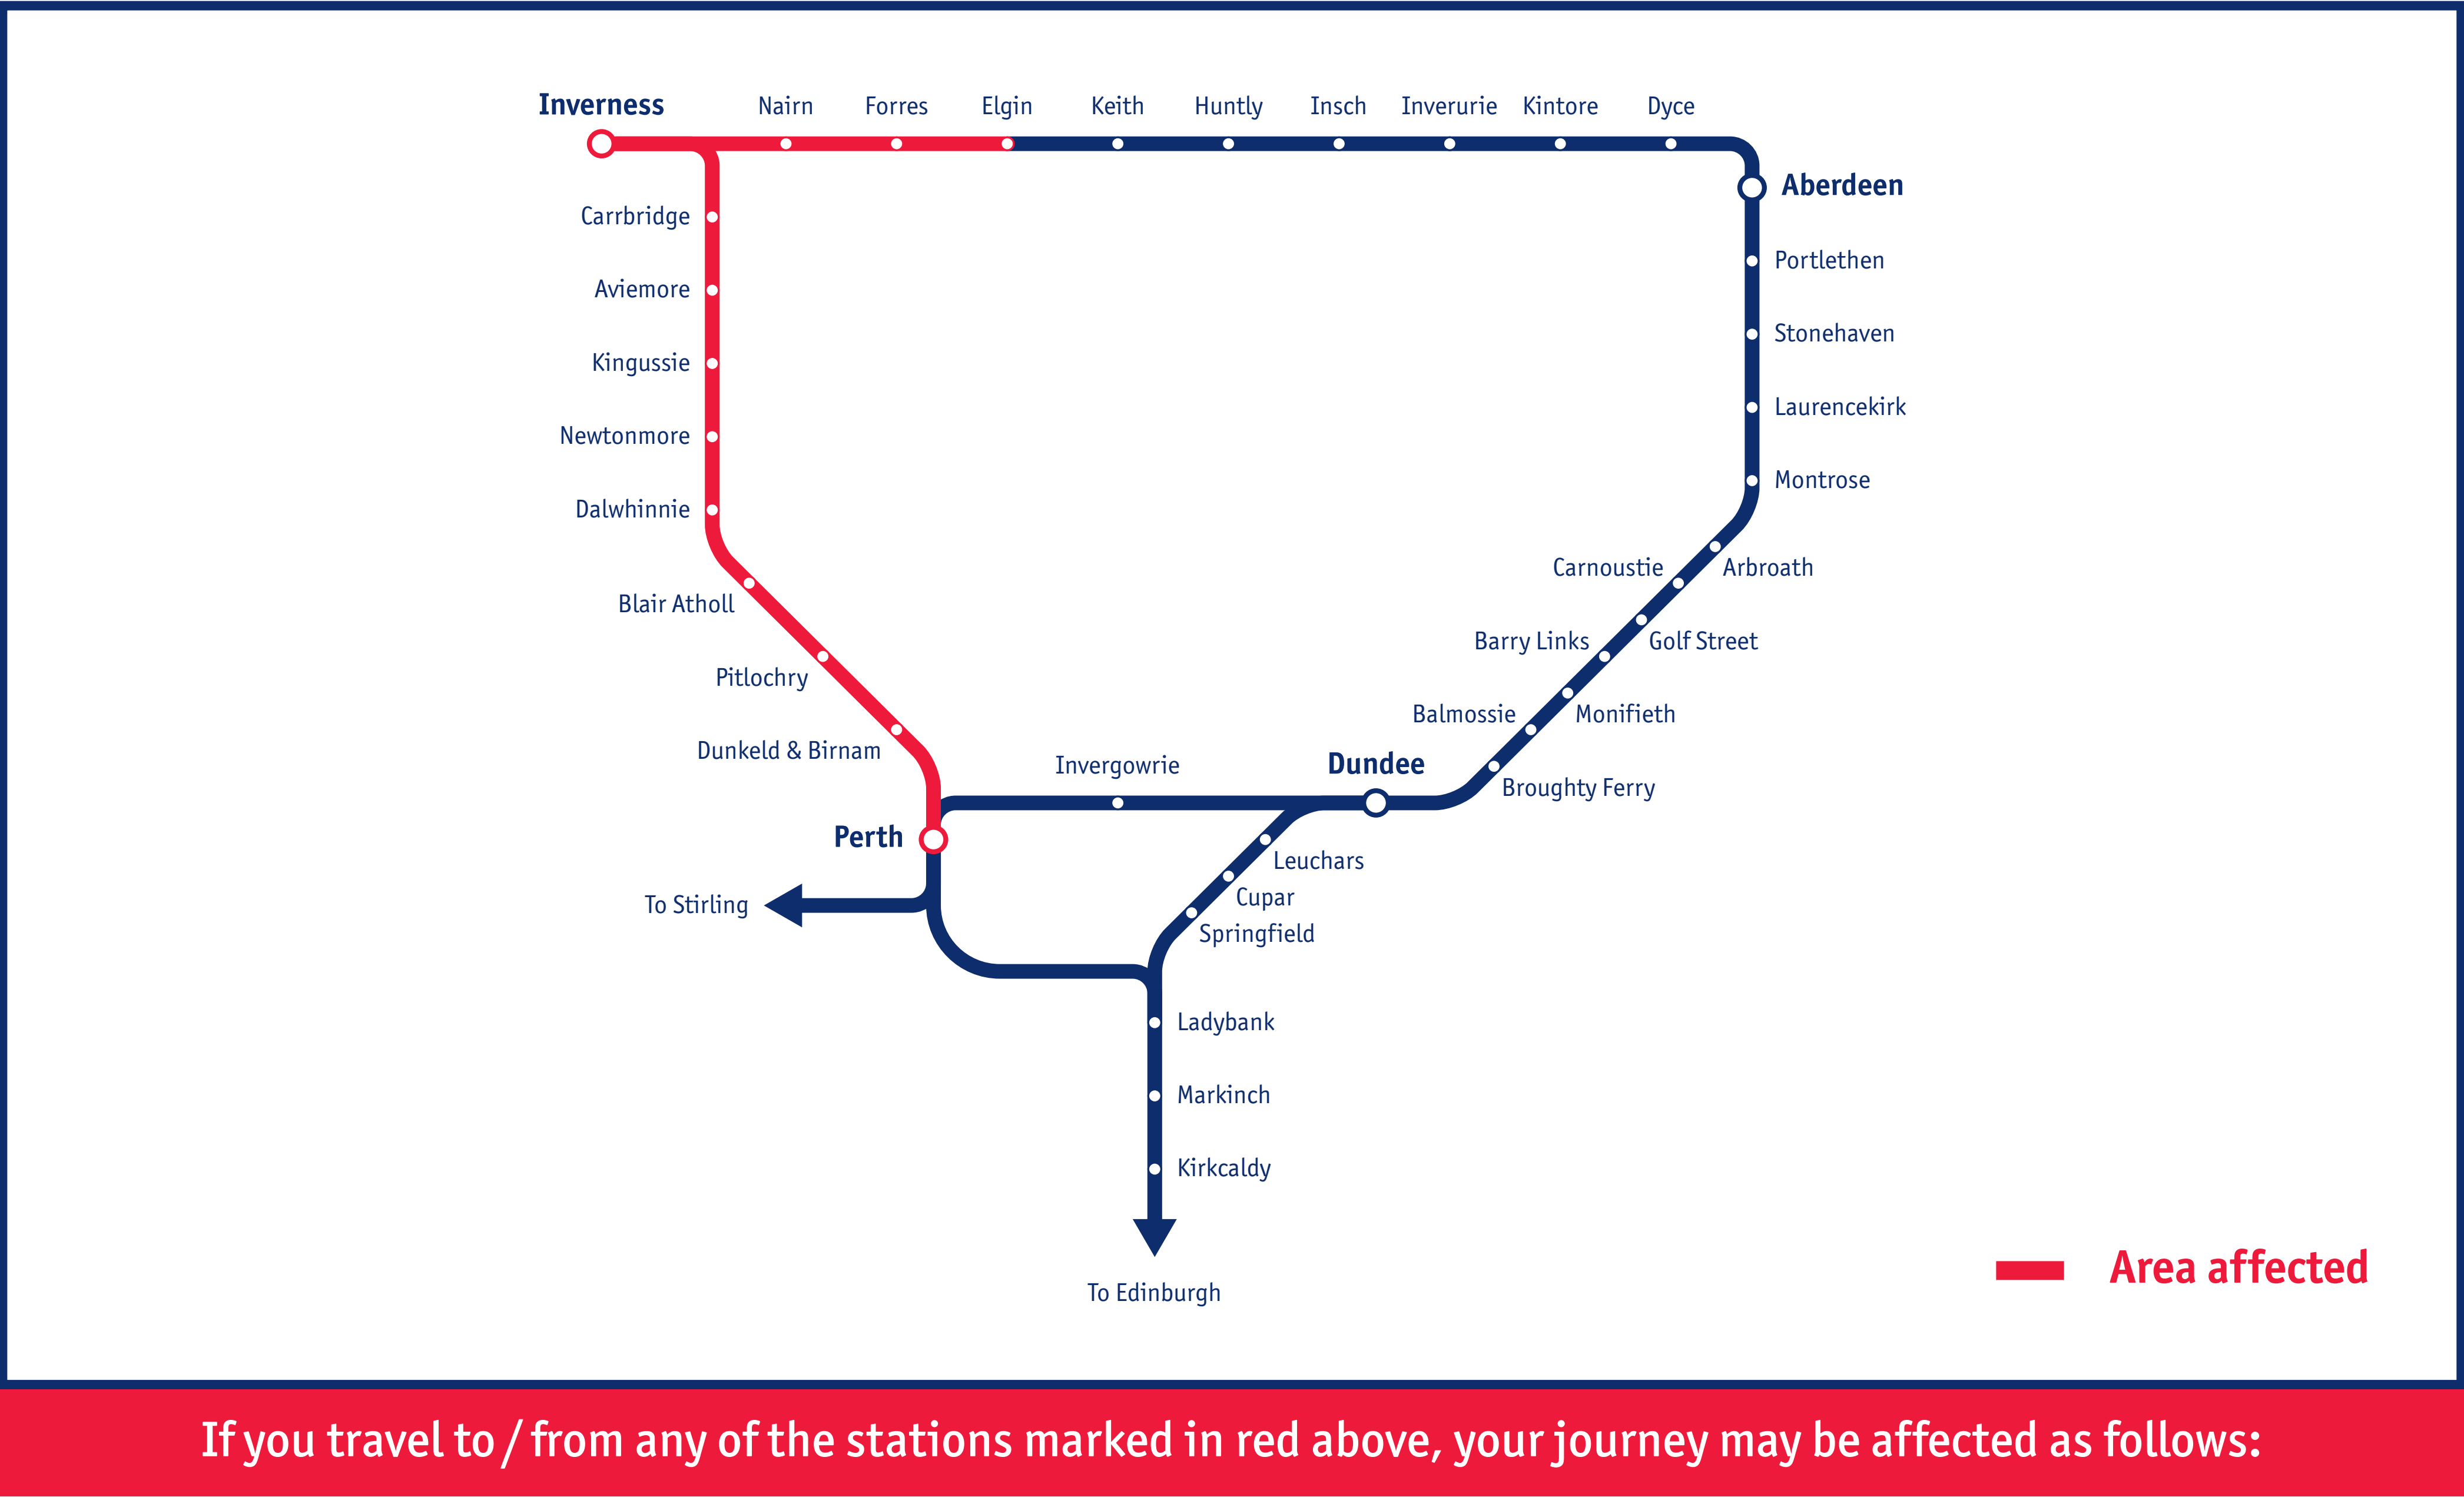 Inverness
Nairn
Forres
Elgin
Keith
Huntly
Insch
Inverurie
Kintore
Dyce
Aberdeen
Carrbridge
Portlethen
Aviemore
Stonehaven
Kingussie
Laurencekirk
Newtonmore
Montrose
Dalwhinnie
Carnoustie
Arbroath
Blair Atholl
Barry Links
Golf Street
Pitlochry
Balmossie
Monifieth
Dunkeld & Birnam
Invergowrie
Dundee
Broughty Ferry
Perth
Leuchars
Cupar
To Stirling
Springfield
Ladybank
Markinch
Kirkcaldy
Area affected
To Edinburgh
If you travel to / from any of the stations marked in red above, your journey may be affected as follows: